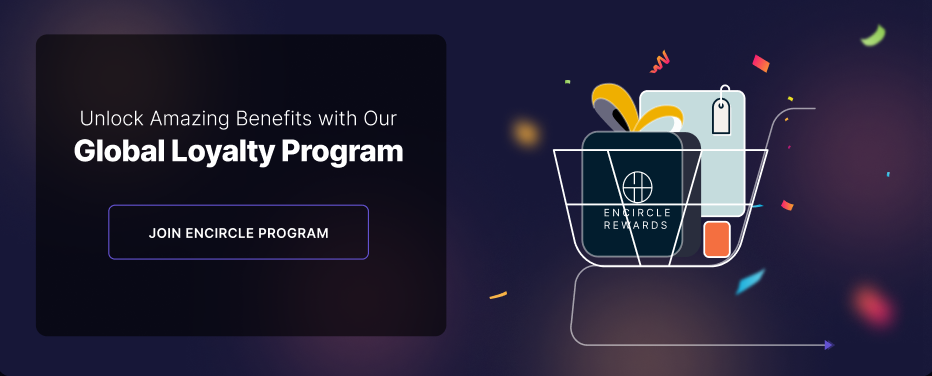 Unlock Amazing Benefits with Our
Global Loyalty Program
JOIN ENCIRCLE PROGRAM
ENCIRCLE
REWARDS